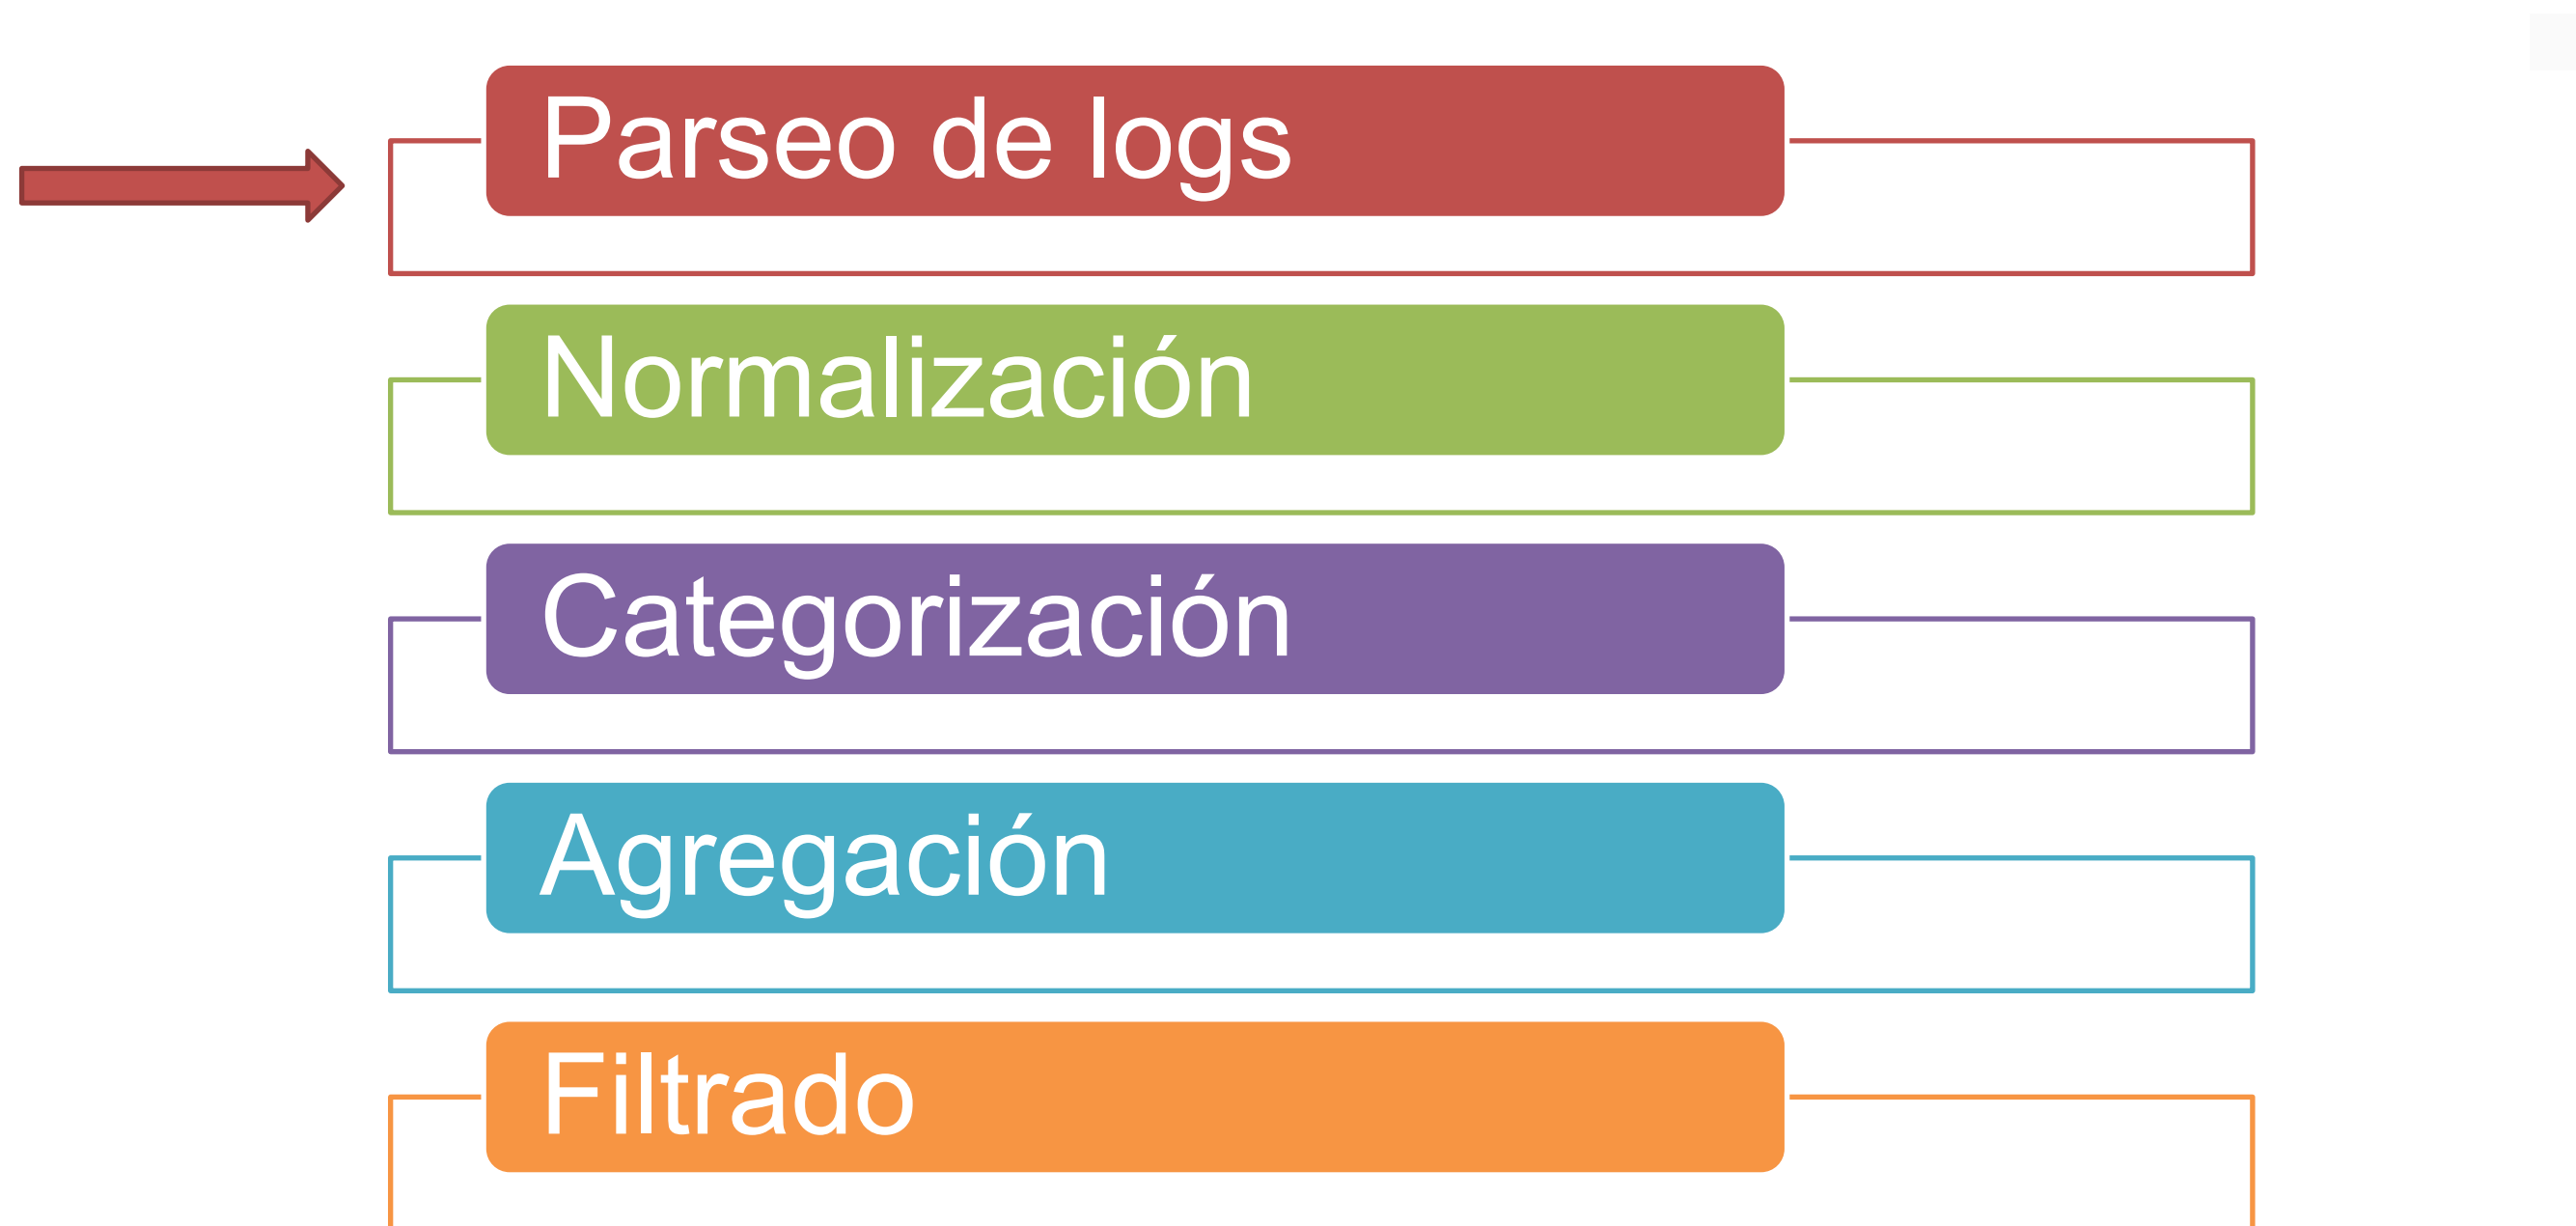 Parseo de logs
Normalización
Categorización
Agregación
Filtrado